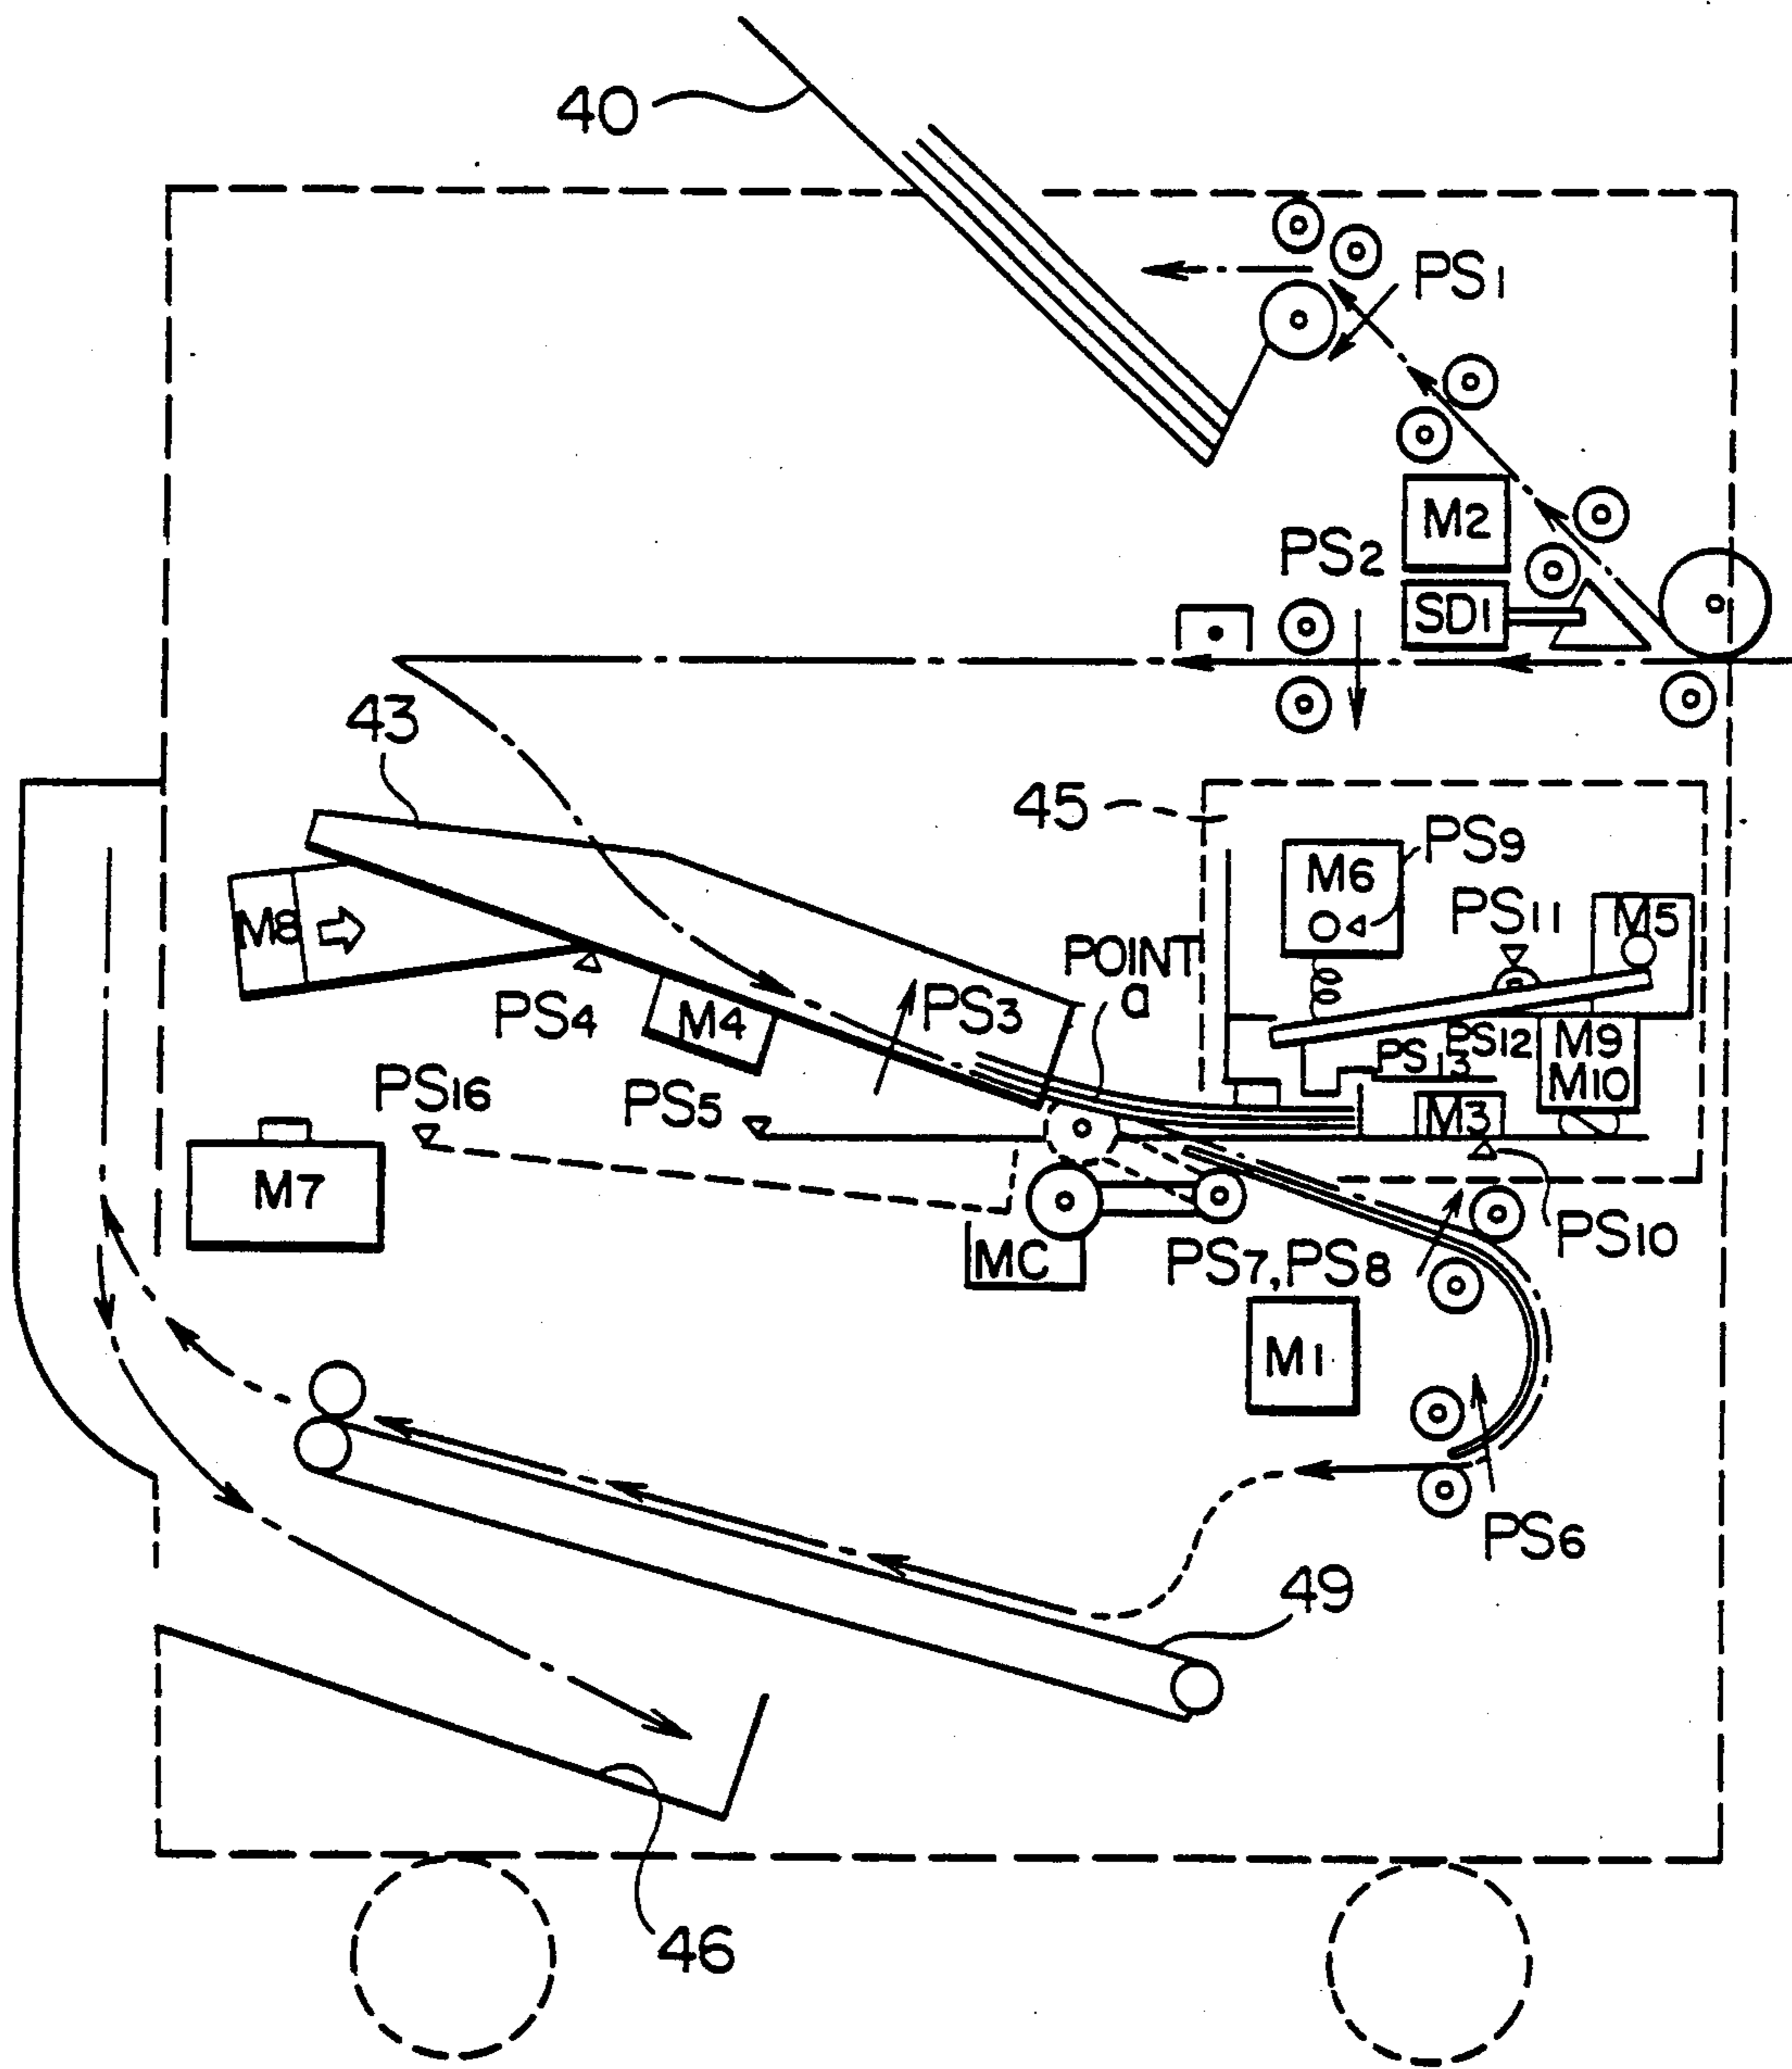 40
PS1
M2
PS2
SD1
43
45
PS9
M6
PS11
M5
M8
POINT
a
PS3
PS4
M4
PS12
M9
PS13
M10
PS16
PS5
M3
M7
PS10
MC
PS7, PS8
M1
PS6
49
46